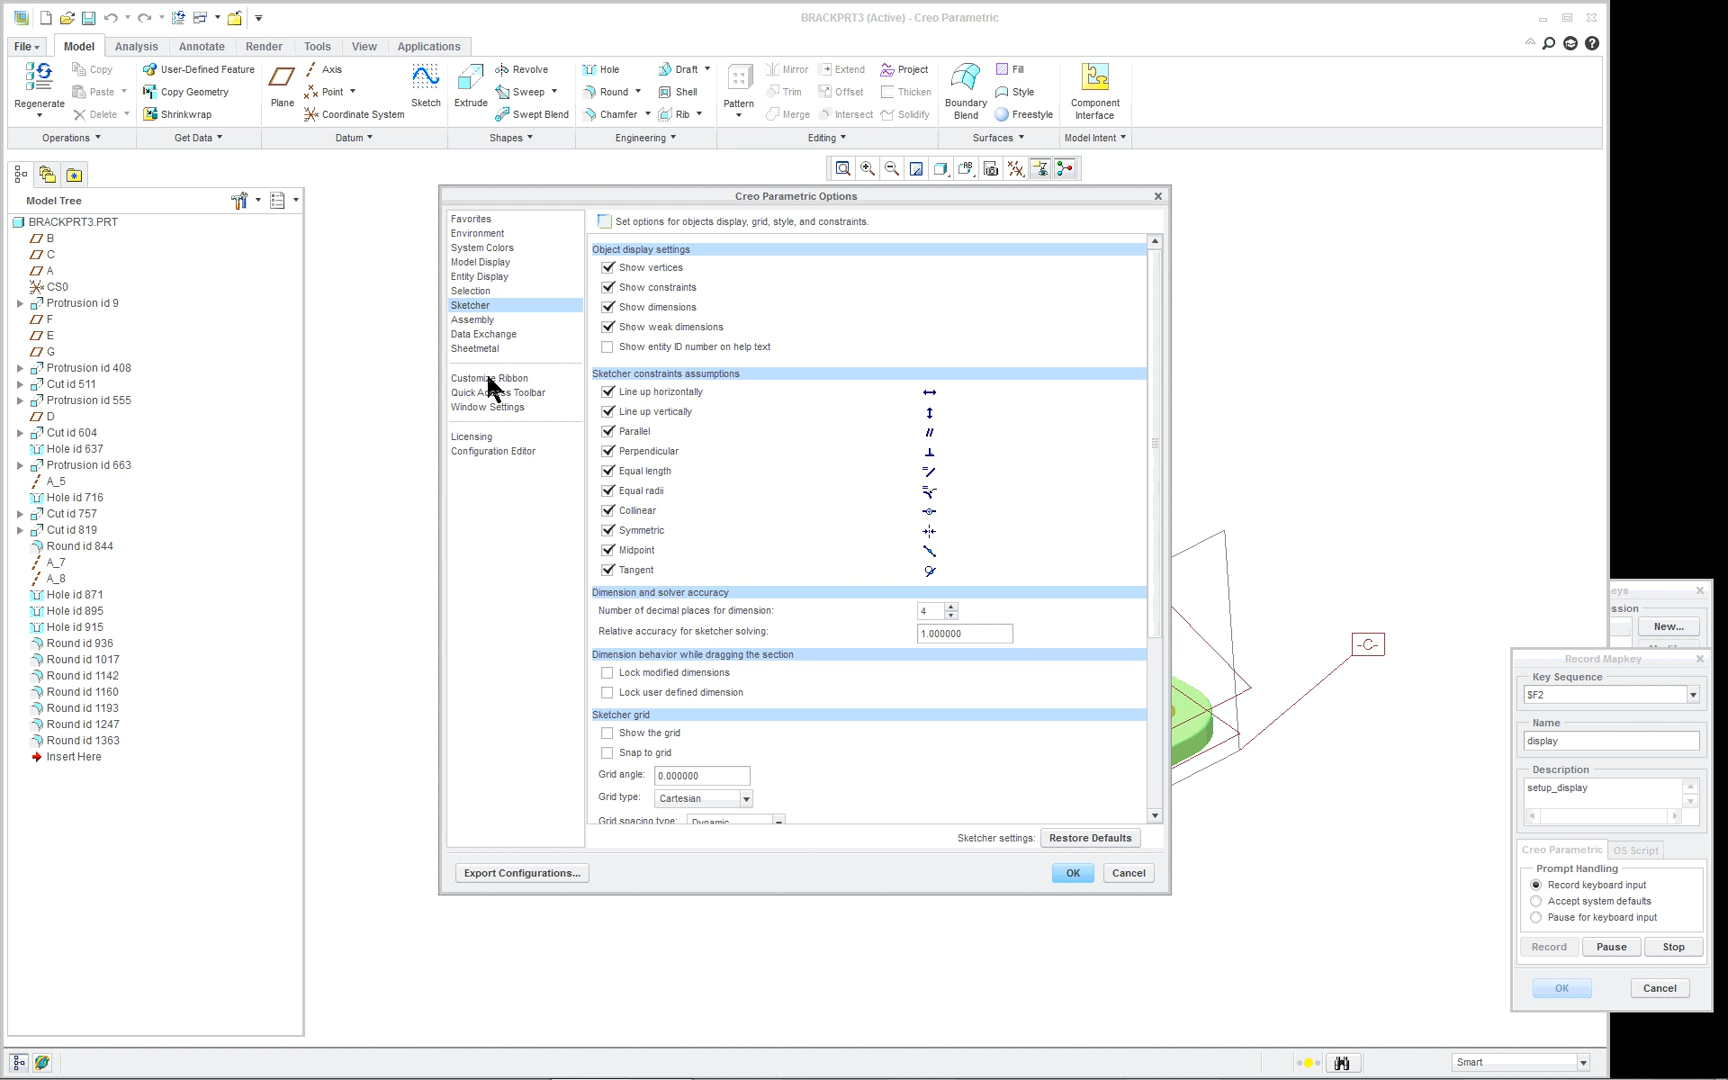 BRACKPRT3 (Active) - Creo Parametric
File Model Analysis Annotate Render Tools View Applications
Regenerate
Copy
Paste
Delete
User-Defined Feature
Copy Geometry
Shrinkwrap
Plane
Axis
Point
Coordinate System
Sketch
Extrude
Revolve
Sweep
Swept Blend
Hole
Round
Chamfer
Draft
Shell
Rib
Pattern
Mirror
Trim
Merge
Extend
Offset
Intersect
Project
Thicken
Solidify
Boundary
Blend
Fill
Style
Freestyle
Component
Interface
Operations Get Data Datum Shapes Engineering Editing Surfaces Model Intent
Model Tree
BRACKPRT3.PRT
B
C
A
CS0
Protrusion id 9
F
E
G
Protrusion id 408
Cut id 511
Protrusion id 555
D
Cut id 604
Hole id 637
Protrusion id 663
A_5
Hole id 716
Cut id 757
Cut id 819
Round id 844
A_7
A_8
Hole id 871
Hole id 895
Hole id 915
Round id 936
Round id 1017
Round id 1142
Round id 1160
Round id 1193
Round id 1247
Round id 1363
Insert Here
Creo Parametric Options
Favorites
Environment
System Colors
Model Display
Entity Display
Selection
Sketcher
Assembly
Data Exchange
Sheetmetal
Customize Ribbon
Quick Access Toolbar
Window Settings
Licensing
Configuration Editor
Set options for objects display, grid, style, and constraints.
Object display settings
Show vertices
Show constraints
Show dimensions
Show weak dimensions
Show entity ID number on help text
Sketcher constraints assumptions
Line up horizontally
Line up vertically
Parallel
Perpendicular
Equal length
Equal radii
Collinear
Symmetric
Midpoint
Tangent
Dimension and solver accuracy
Number of decimal places for dimension: 4
Relative accuracy for sketcher solving: 1.000000
Dimension behavior while dragging the section
Lock modified dimensions
Lock user defined dimension
Sketcher grid
Show the grid
Snap to grid
Grid angle: 0.000000
Grid type: Cartesian
Grid spacing type: Dynamic
Sketcher settings: Restore Defaults
Export Configurations... OK Cancel
-C-
eys
ssion
New...
Record Mapkey
Key Sequence
$F2
Name
display
Description
setup_display
Creo Parametric OS Script
Prompt Handling
Record keyboard input
Accept system defaults
Pause for keyboard input
Record Pause Stop
OK Cancel
Smart